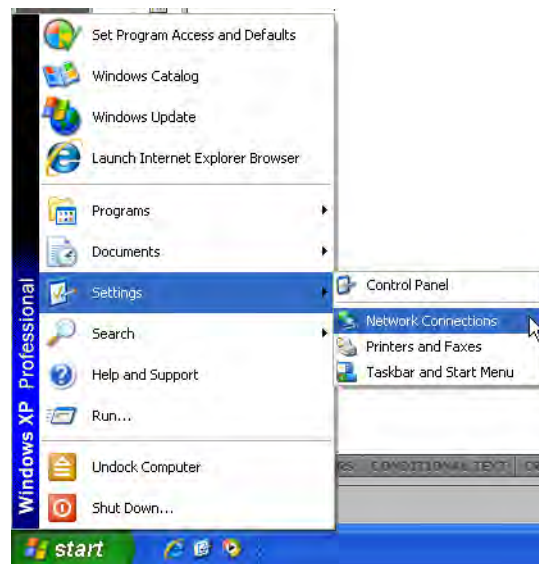 Set Program Access and Defaults
Windows Catalog
Windows Update
Launch Internet Explorer Browser
Programs
Documents
Settings
Search
Help and Support
Run...
Undock Computer
Shut Down...
Windows XP Professional
Control Panel
Network Connections
Printers and Faxes
Taskbar and Start Menu
CONDITIONAL TEXT
start